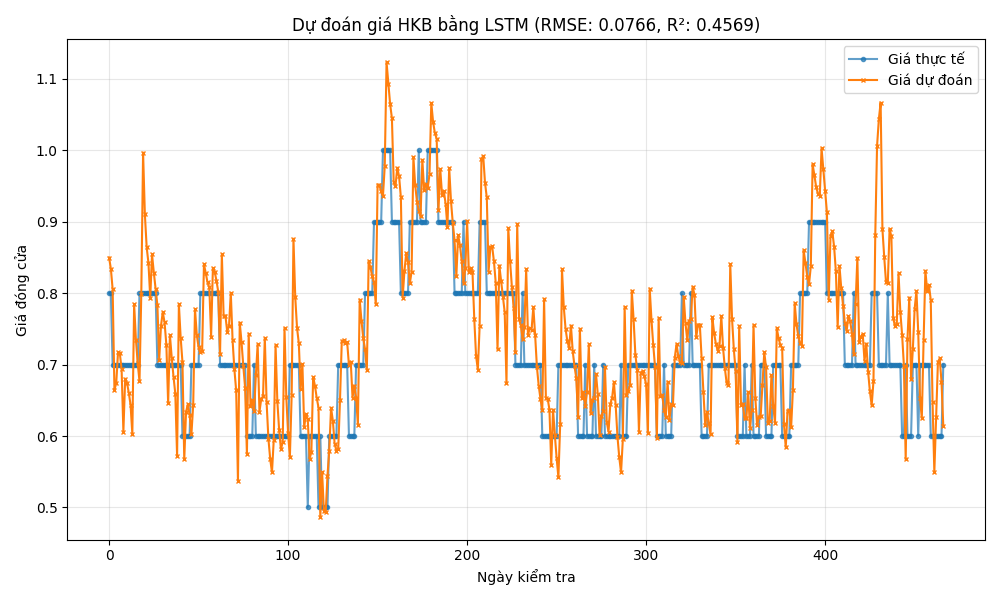 Dự đoán giá HKB bằng LSTM (RMSE: 0.0766, R²: 0.4569)
Giá thực tế
Giá dự đoán
Giá đóng cửa
1.1
1.0
0.9
0.8
0.7
0.6
0.5
0
100
200
300
400
Ngày kiểm tra